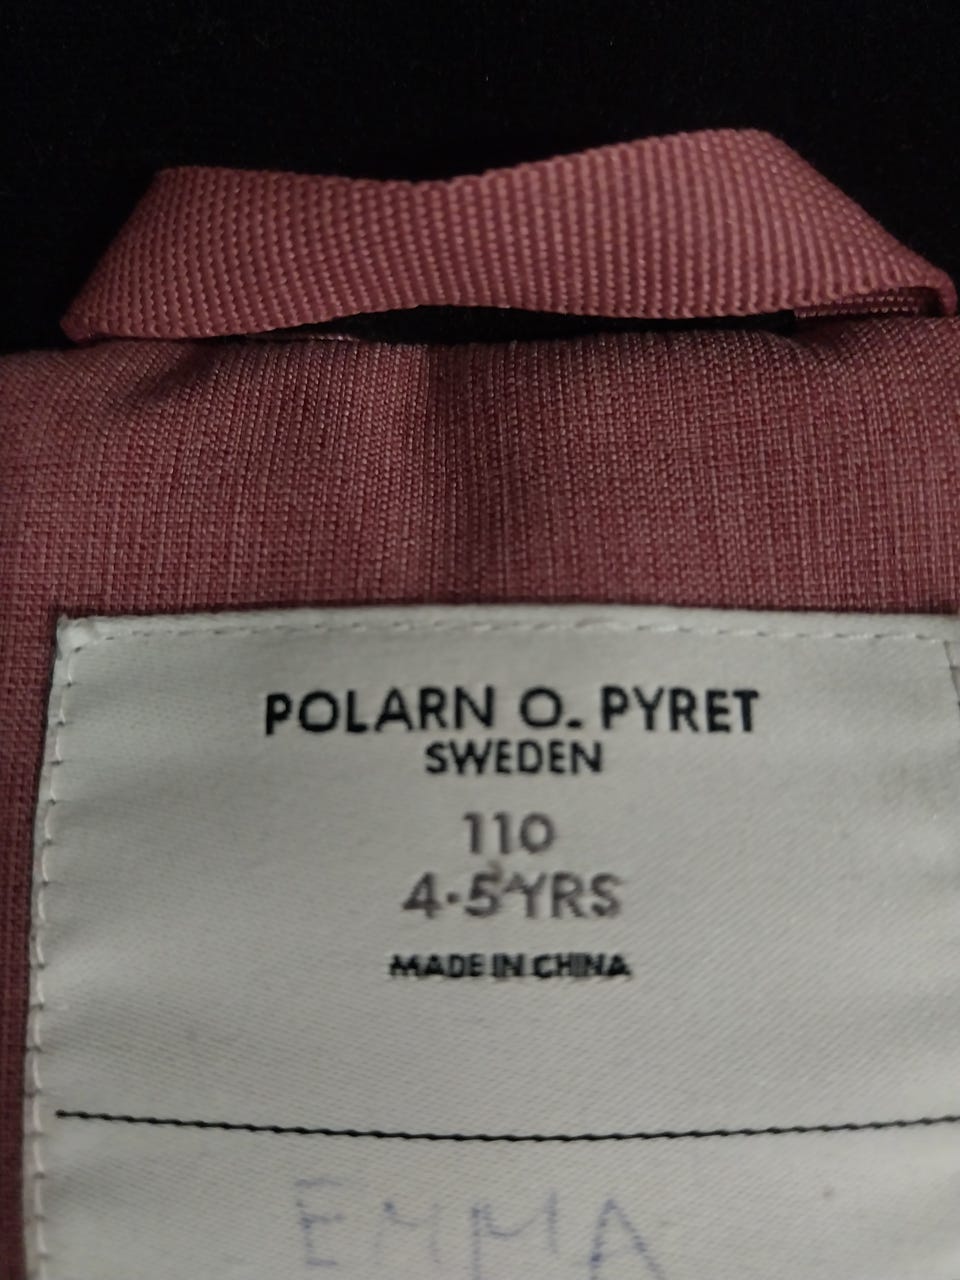 POLARN O. PYRET
SWEDEN
110
4-5 YRS
MADE IN CHINA
EMMA